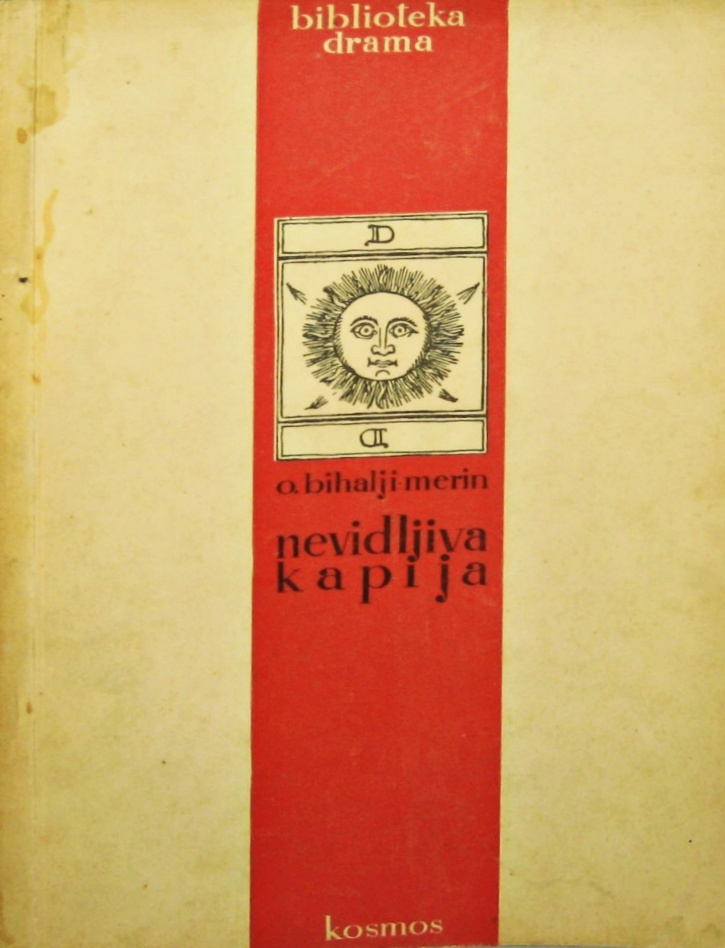 biblioteka
drama
D
D
o. bihalji-merin
nevidljiva
kapija
kosmos